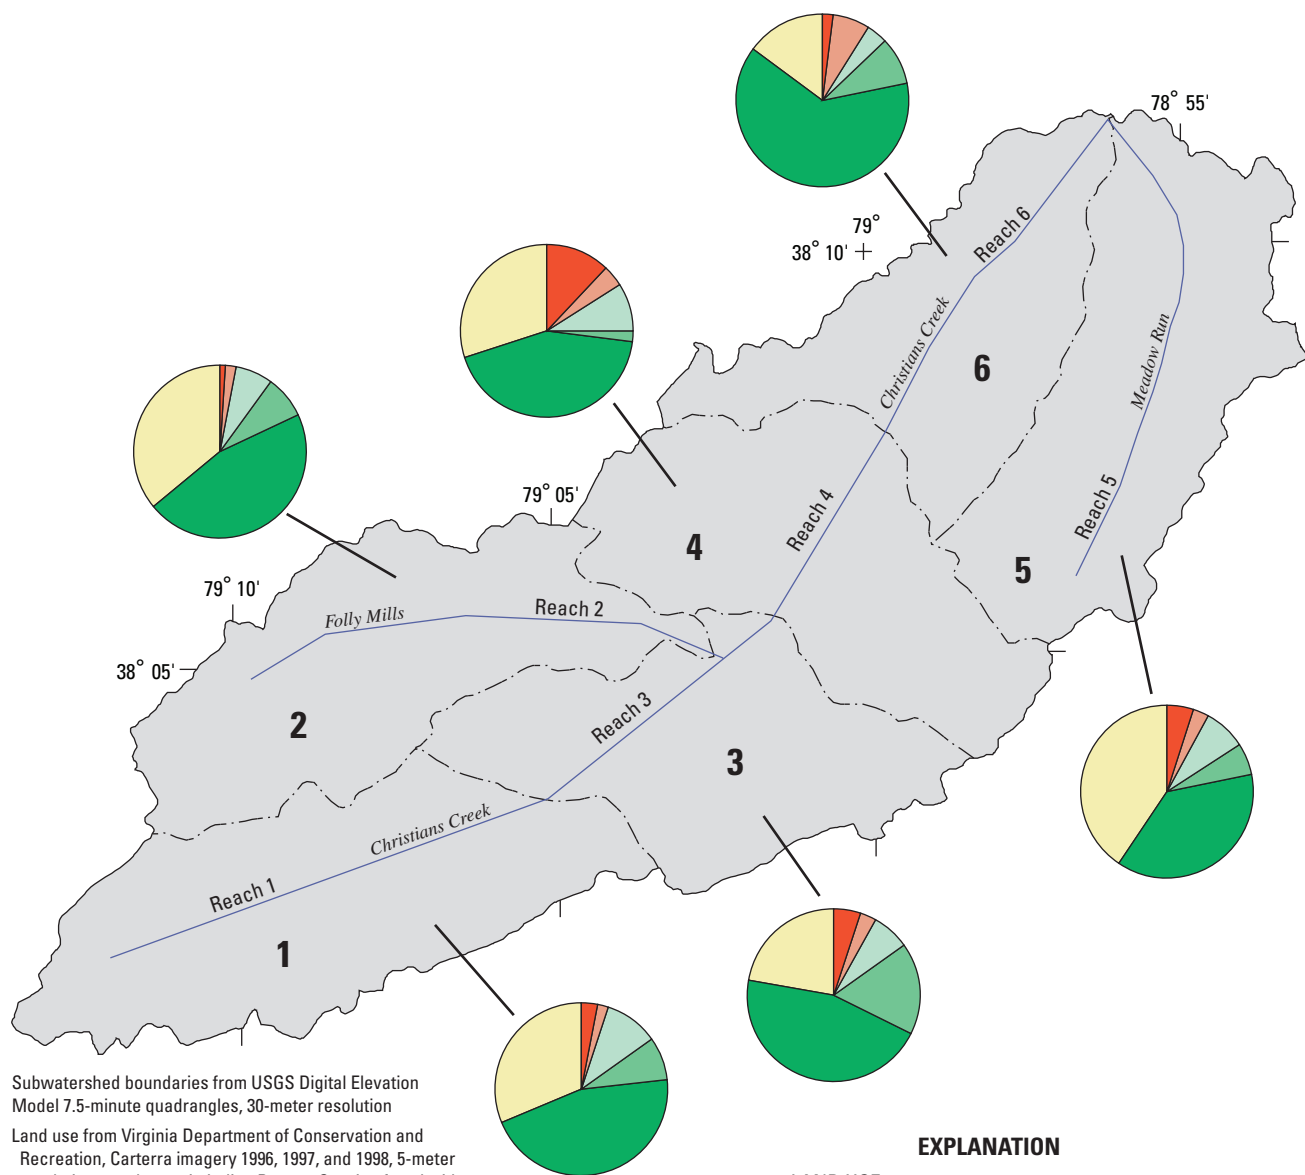 78° 55'
79°
38° 10'
Reach 6
Christians Creek
Meadow Run
6
79° 05'
Reach 4
Reach 5
4
5
79° 10'
Folly Mills
Reach 2
38° 05'
2
Reach 3
3
Christians Creek
Reach 1
1
Subwatershed boundaries from USGS Digital Elevation
Model 7.5-minute quadrangles, 30-meter resolution
Land use from Virginia Department of Conservation and
Recreation, Carterra imagery 1996, 1997, and 1998, 5-meter
EXPLANATION
LAND USE